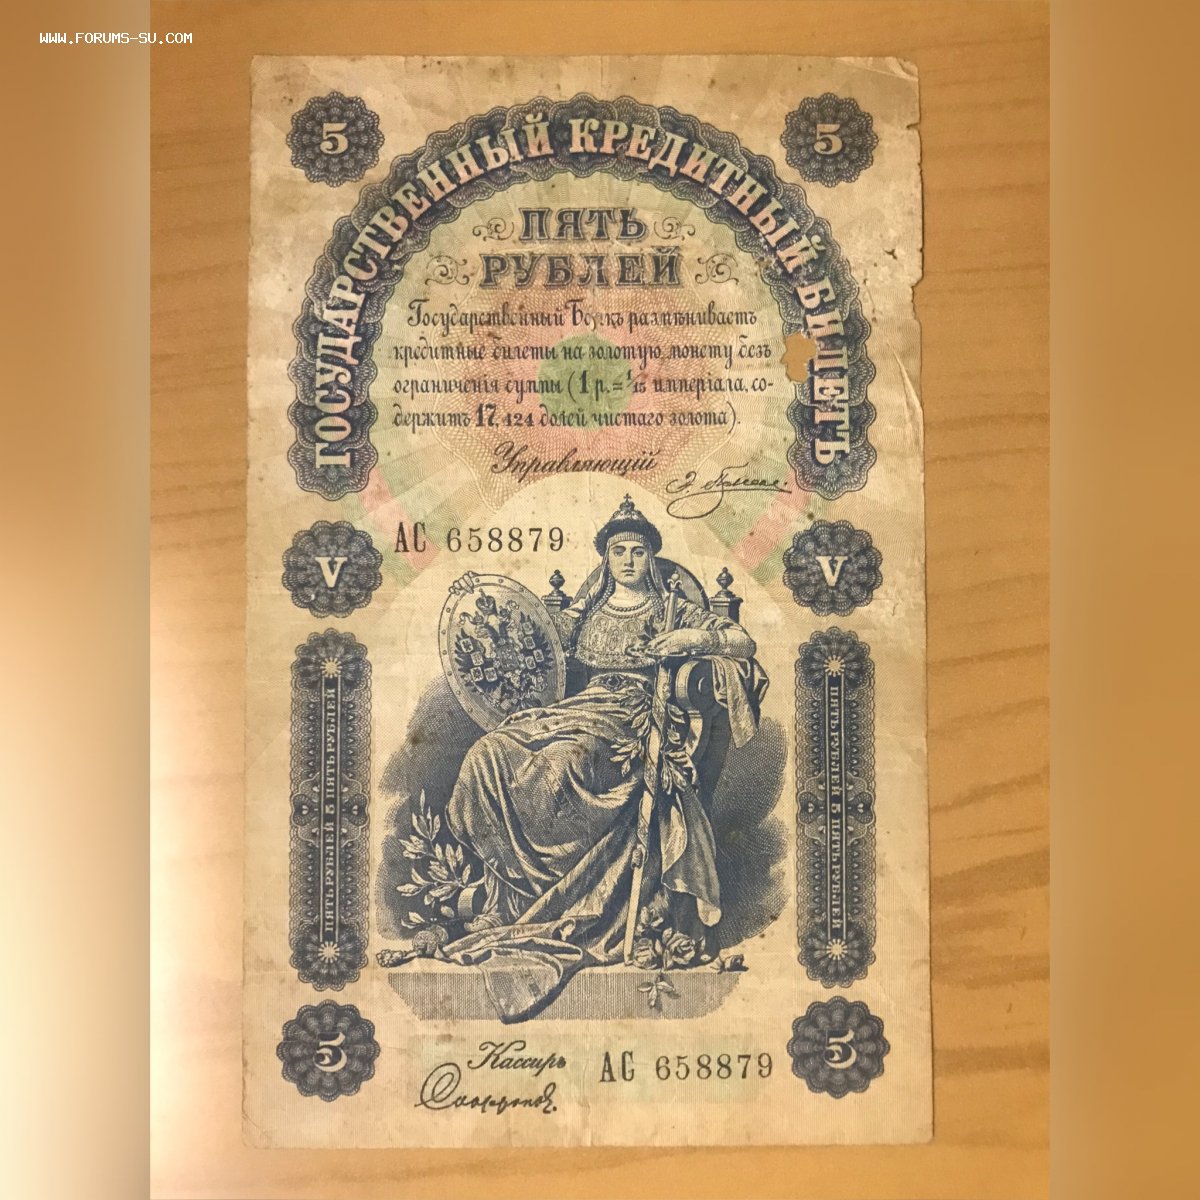 WWW.FORUMS-SU.COM
5 5
ГОСУДАРСТВЕННЫЙ КРЕДИТНЫЙ БИЛЕТЪ
ПЯТЬ
РУБЛЕЙ
Государственный Банкъ размѣниваетъ
кредитные билеты на золотую монету безъ
ограниченія суммы (1 р. = 1/15 имперіала, со-
держитъ 17,424 долей чистаго золота).
Управляющій
АС 658879
V V
ПЯТЬ РУБЛЕЙ 5 ПЯТЬ РУБЛЕЙ
ПЯТЬ РУБЛЕЙ 5 ПЯТЬ РУБЛЕЙ
5 5
Кассиръ
АС 658879